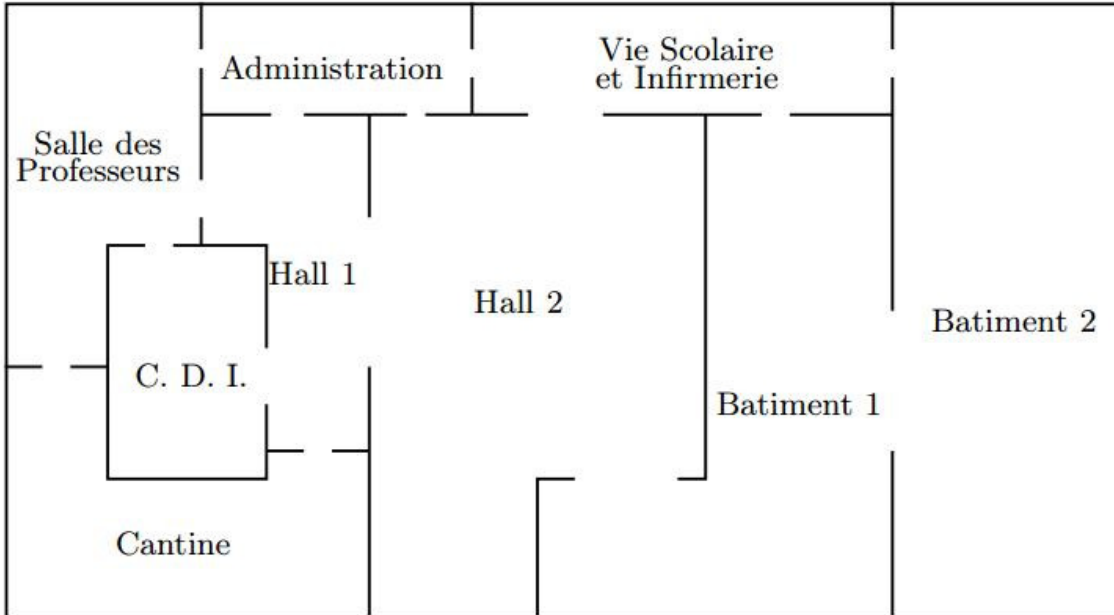 Vie Scolaire
et Infirmerie
Administration
Salle des
Professeurs
Hall 1
Hall 2
Batiment 2
C. D. I.
Batiment 1
Cantine